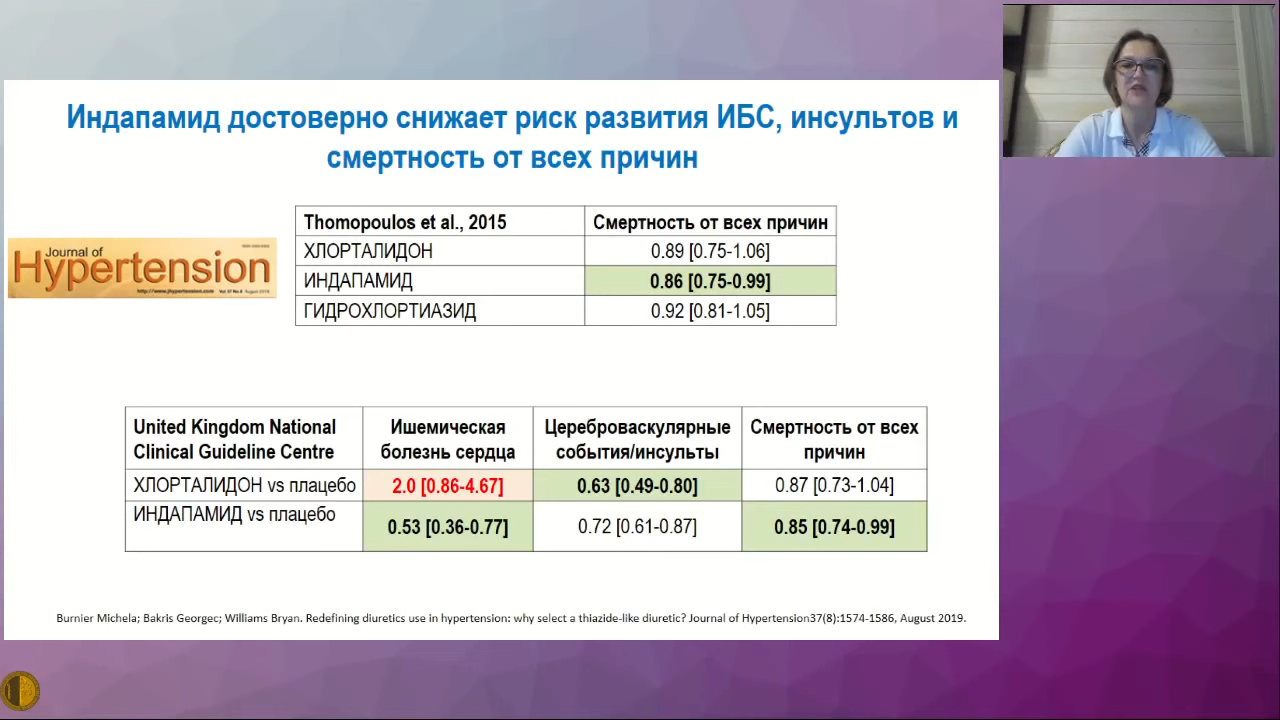 Индапамид достоверно снижает риск развития ИБС, инсультов и
смертность от всех причин
Journal of
Hypertension
Thomopoulos et al., 2015 Смертность от всех причин
ХЛОРТАЛИДОН 0.89 [0.75-1.06]
ИНДАПАМИД 0.86 [0.75-0.99]
ГИДРОХЛОРТИАЗИД 0.92 [0.81-1.05]
United Kingdom National Clinical Guideline Centre
Ишемическая болезнь сердца
Цереброваскулярные события/инсульты
Смертность от всех причин
ХЛОРТАЛИДОН vs плацебо 2.0 [0.86-4.67] 0.63 [0.49-0.80] 0.87 [0.73-1.04]
ИНДАПАМИД vs плацебо 0.53 [0.36-0.77] 0.72 [0.61-0.87] 0.85 [0.74-0.99]
Burnier Michela; Bakris Georgec; Williams Bryan. Redefining diuretics use in hypertension: why select a thiazide-like diuretic? Journal of Hypertension37(8):1574-1586, August 2019.